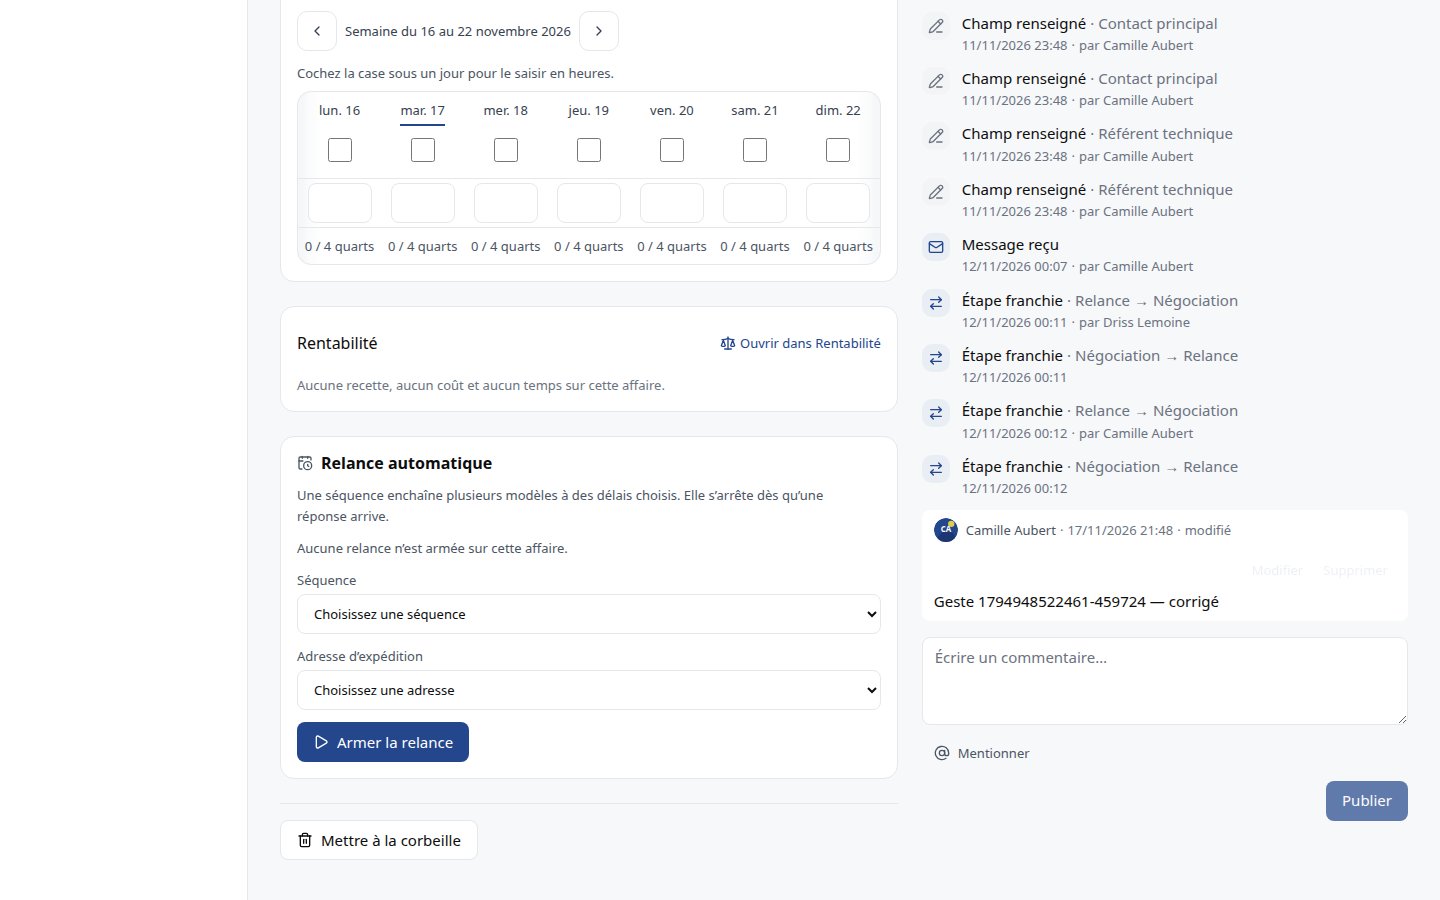 Semaine du 16 au 22 novembre 2026
Cochez la case sous un jour pour le saisir en heures.
lun. 16 mar. 17 mer. 18 jeu. 19 ven. 20 sam. 21 dim. 22
0 / 4 quarts 0 / 4 quarts 0 / 4 quarts 0 / 4 quarts 0 / 4 quarts 0 / 4 quarts 0 / 4 quarts
Rentabilité
Ouvrir dans Rentabilité
Aucune recette, aucun coût et aucun temps sur cette affaire.
Relance automatique
Une séquence enchaîne plusieurs modèles à des délais choisis. Elle s’arrête dès qu’une
réponse arrive.
Aucune relance n’est armée sur cette affaire.
Séquence
Choisissez une séquence
Adresse d’expédition
Choisissez une adresse
Armer la relance
Mettre à la corbeille
Champ renseigné · Contact principal
11/11/2026 23:48 · par Camille Aubert
Champ renseigné · Contact principal
11/11/2026 23:48 · par Camille Aubert
Champ renseigné · Référent technique
11/11/2026 23:48 · par Camille Aubert
Champ renseigné · Référent technique
11/11/2026 23:48 · par Camille Aubert
Message reçu
12/11/2026 00:07 · par Camille Aubert
Étape franchie · Relance → Négociation
12/11/2026 00:11 · par Driss Lemoine
Étape franchie · Négociation → Relance
12/11/2026 00:11
Étape franchie · Relance → Négociation
12/11/2026 00:12 · par Camille Aubert
Étape franchie · Négociation → Relance
12/11/2026 00:12
CA Camille Aubert · 17/11/2026 21:48 · modifié
Modifier Supprimer
Geste 1794948522461-459724 — corrigé
Écrire un commentaire…
Mentionner
Publier